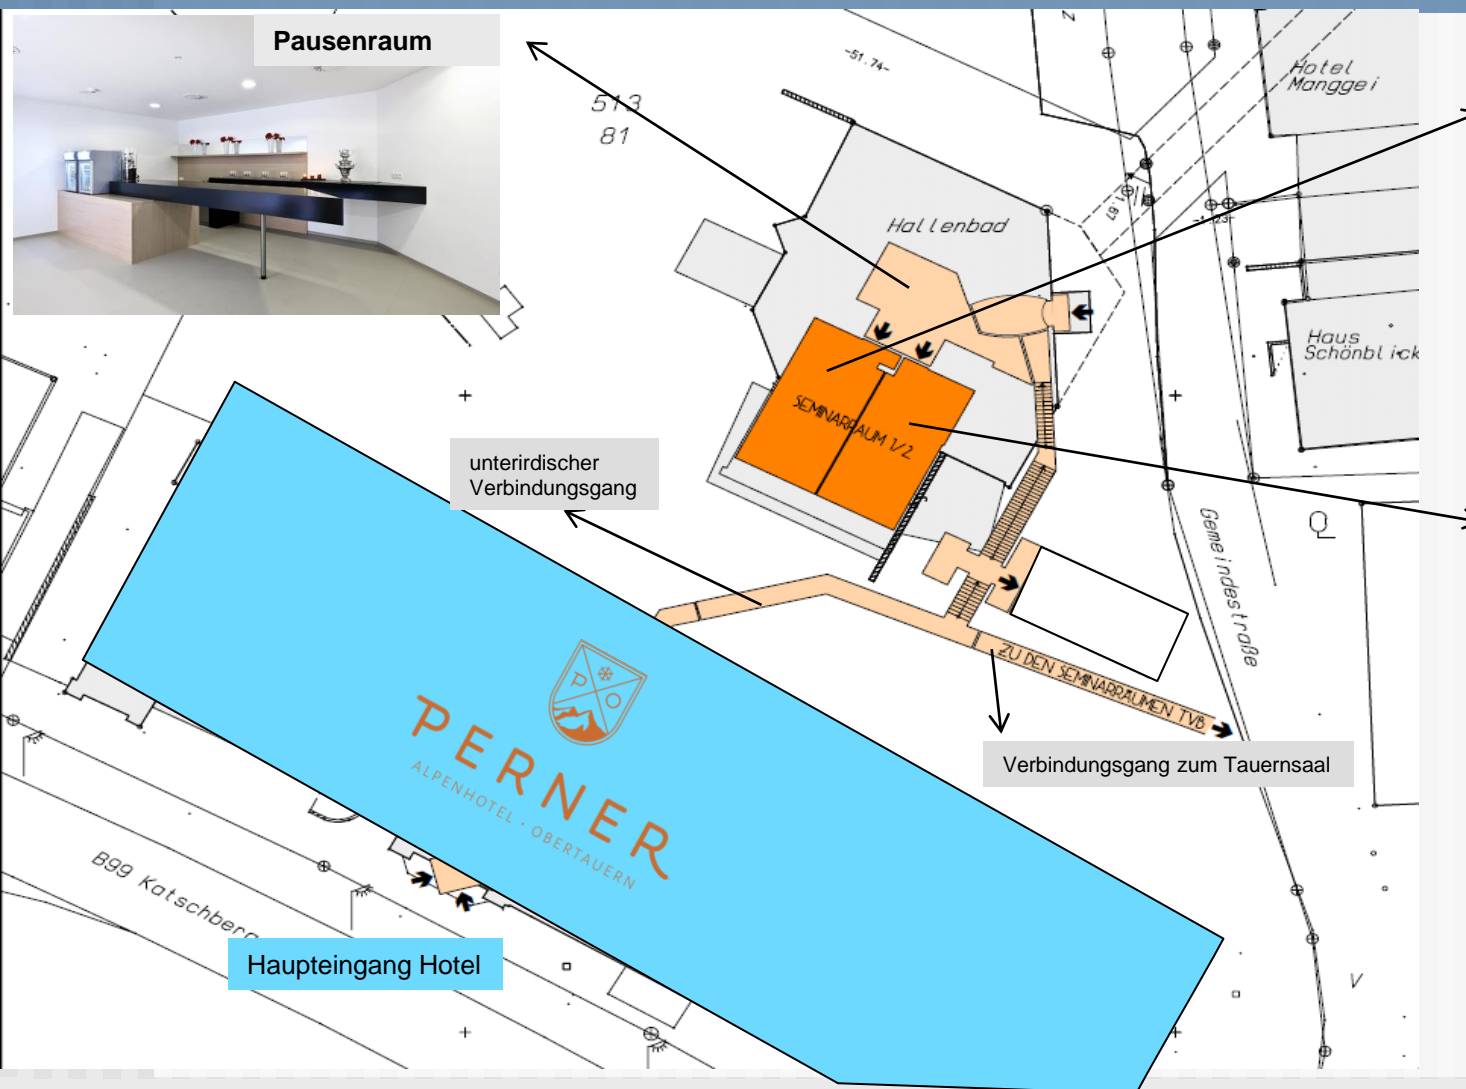 Pausenraum
-51.74-
513
81
Z
Hotel
Manggei
Hallenbad
Haus
Schönblick
SEMINARRAUM 1/2
unterirdischer
Verbindungsgang
Gemeindestraße
ZU DEN SEMINARRÄUMEN TVB
Verbindungsgang zum Tauernsaal
P O
PERNER
ALPENHOTEL · OBERTAUERN
B99 Katschberg
Haupteingang Hotel
V